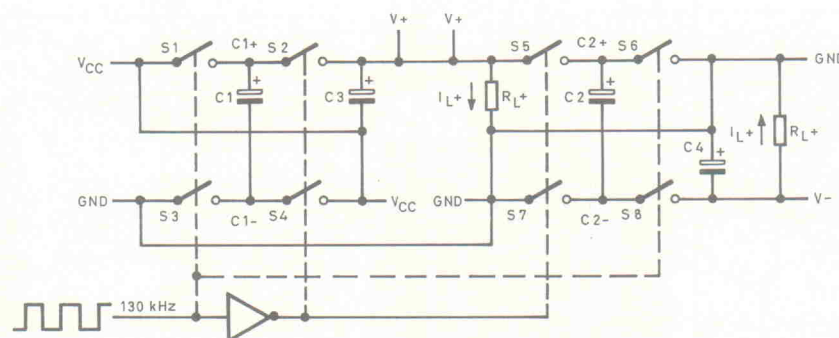 V+ V+
S1 C1+ S2 S5 C2+ S6
VCC GND
C1 C3 IL+ RL+ C2 IL+ RL+
C4
GND VCC GND V-
S3 C1- S4 S7 C2- S8
130 kHz
+ + + +